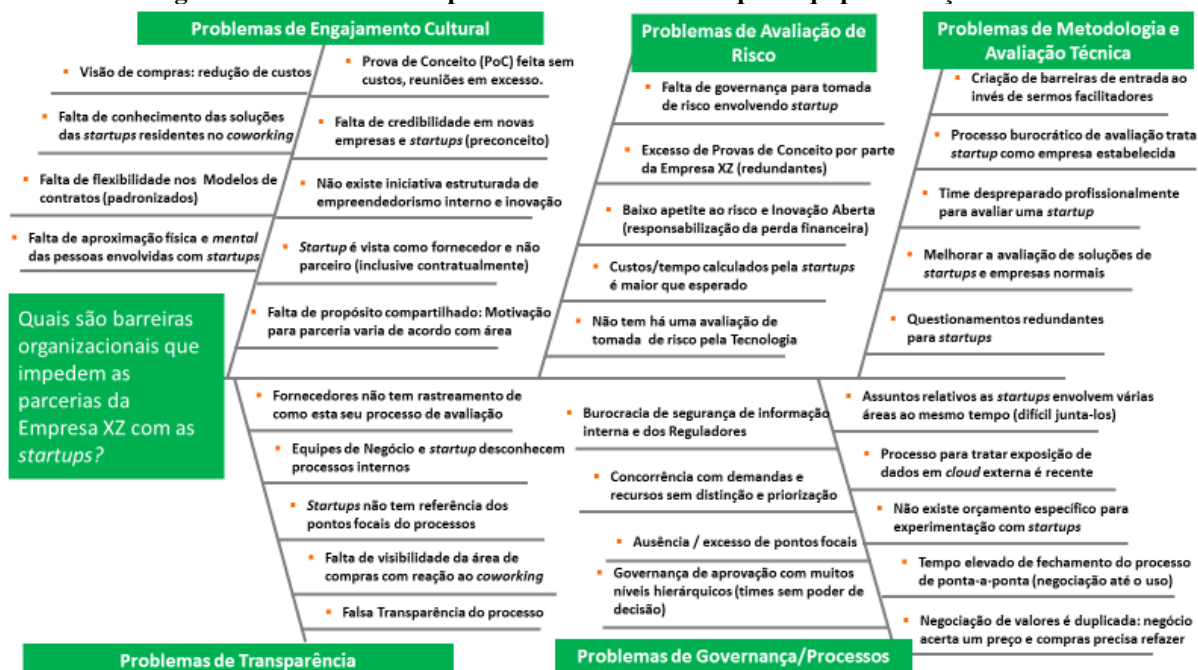 Problemas de Engajamento Cultural
Visão de compras: redução de custos
Falta de conhecimento das soluções
das startups residentes no coworking
Falta de flexibilidade nos Modelos de
contratos (padronizados)
Falta de aproximação física e mental
das pessoas envolvidas com startups
Prova de Conceito (PoC) feita sem
custos, reuniões em excesso.
Falta de credibilidade em novas
empresas e startups (preconceito)
Não existe iniciativa estruturada de
empreendedorismo interno e inovação
Startup é vista como fornecedor e não
parceiro (inclusive contratualmente)
Falta de propósito compartilhado: Motivação
para parceria varia de acordo com área
Problemas de Avaliação de
Risco
Falta de governança para tomada
de risco envolvendo startup
Excesso de Provas de Conceito por parte
da Empresa XZ (redundantes)
Baixo apetite ao risco e Inovação Aberta
(responsabilização da perda financeira)
Custos/tempo calculados pela startups
é maior que esperado
Não tem há uma avaliação de
tomada de risco pela Tecnologia
Problemas de Metodologia e
Avaliação Técnica
Criação de barreiras de entrada ao
invés de sermos facilitadores
Processo burocrático de avaliação trata
startup como empresa estabelecida
Time despreparado profissionalmente
para avaliar uma startup
Melhorar a avaliação de soluções de
startups e empresas normais
Questionamentos redundantes
para startups
Quais são barreiras
organizacionais que
impedem as
parcerias da
Empresa XZ com as
startups?
Fornecedores não tem rastreamento de
como esta seu processo de avaliação
Equipes de Negócio e startup desconhecem
processos internos
Startups não tem referência dos
pontos focais do processos
Falta de visibilidade da área de
compras com reação ao coworking
Falsa Transparência do processo
Problemas de Transparência
Burocracia de segurança de informação
interna e dos Reguladores
Concorrência com demandas e
recursos sem distinção e priorização
Ausência / excesso de pontos focais
Governança de aprovação com muitos
níveis hierárquicos (times sem poder de
decisão)
Assuntos relativos as startups envolvem várias
áreas ao mesmo tempo (difícil junta-los)
Processo para tratar exposição de
dados em cloud externa é recente
Não existe orçamento específico para
experimentação com startups
Tempo elevado de fechamento do processo
de ponta-a-ponta (negociação até o uso)
Negociação de valores é duplicada: negócio
acerta um preço e compras precisa refazer
Problemas de Governança/Processos